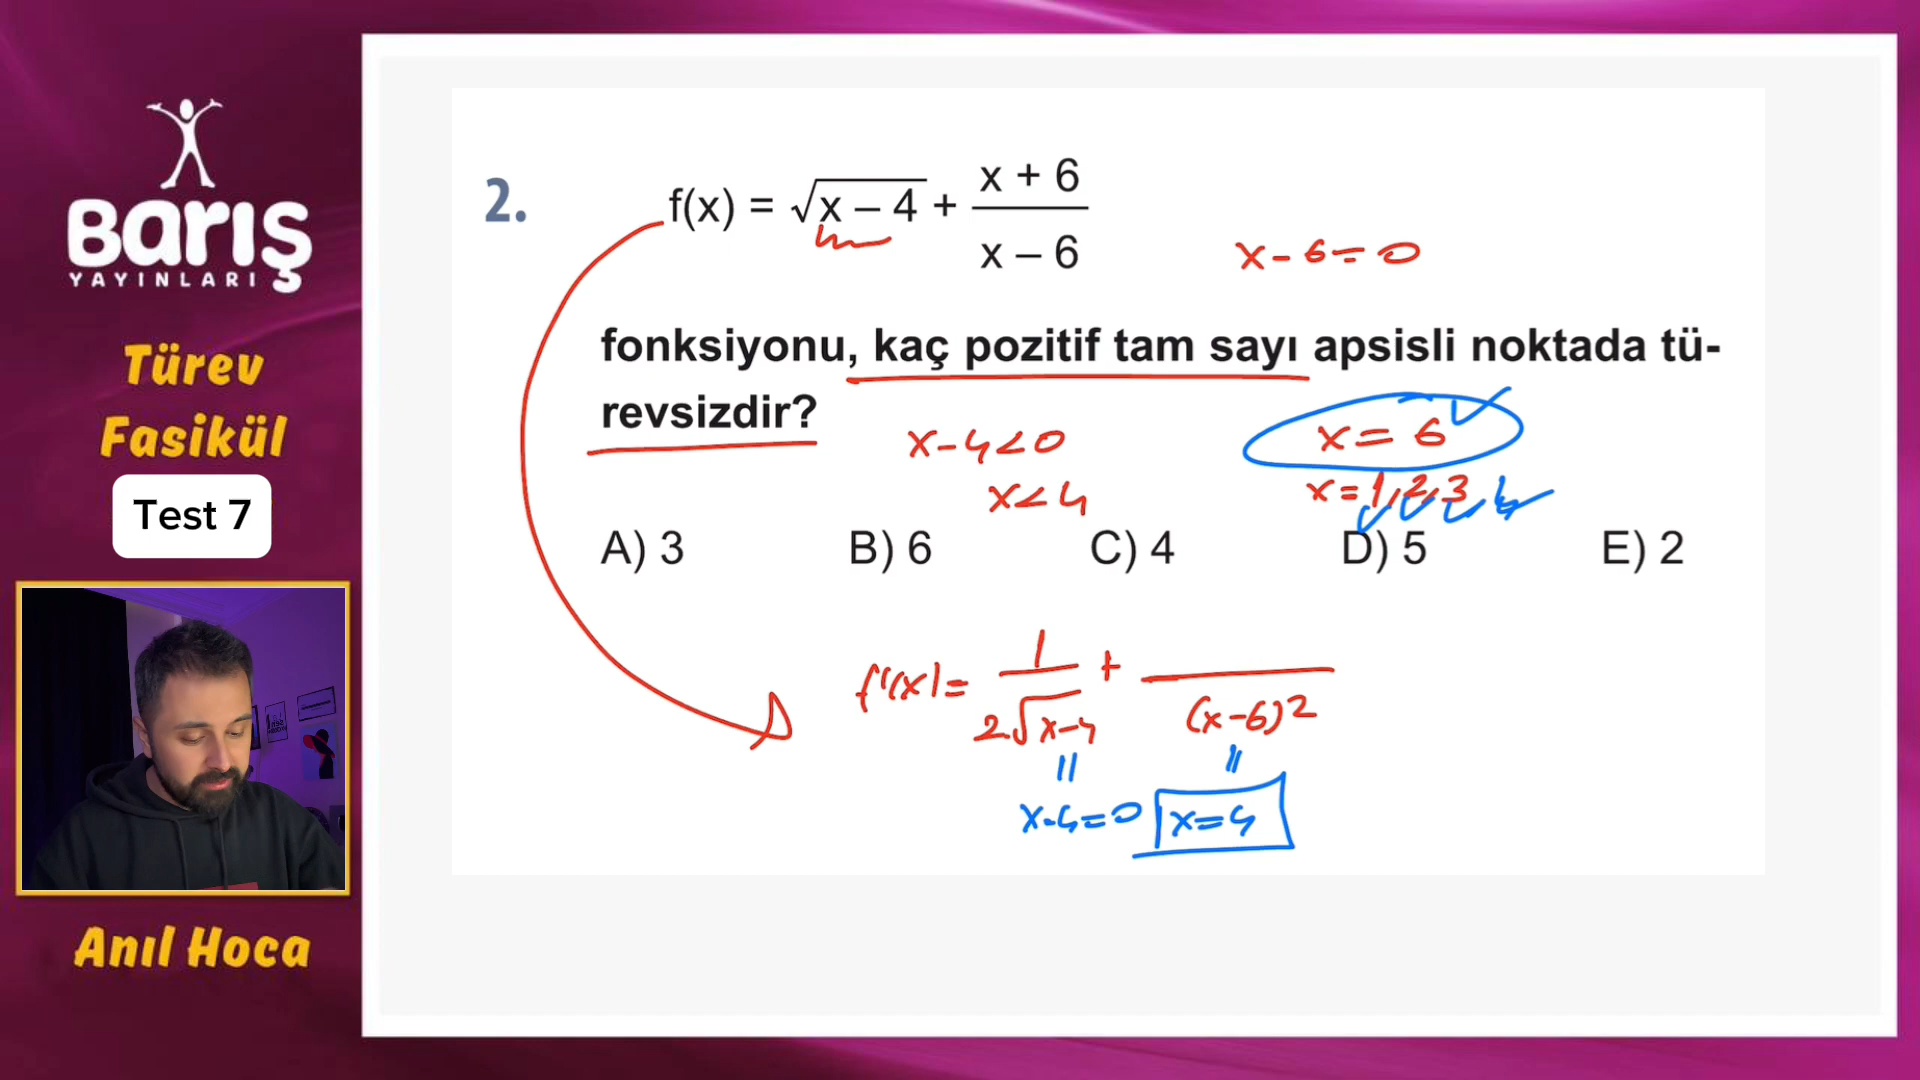 BARIŞ
YAYINLARI
Türev
Fasikül
Test 7
Anıl Hoca
2. f(x) = √x – 4 + x + 6 / x – 6
x-6=0
fonksiyonu, kaç pozitif tam sayı apsisli noktada tü-
revsizdir?
x-4<0
x<4
x=6
x=1,2,3,4
A) 3 B) 6 C) 4 D) 5 E) 2
f'(x)= 1 / 2√x-4 + / (x-6)2
x-4=0 x=4